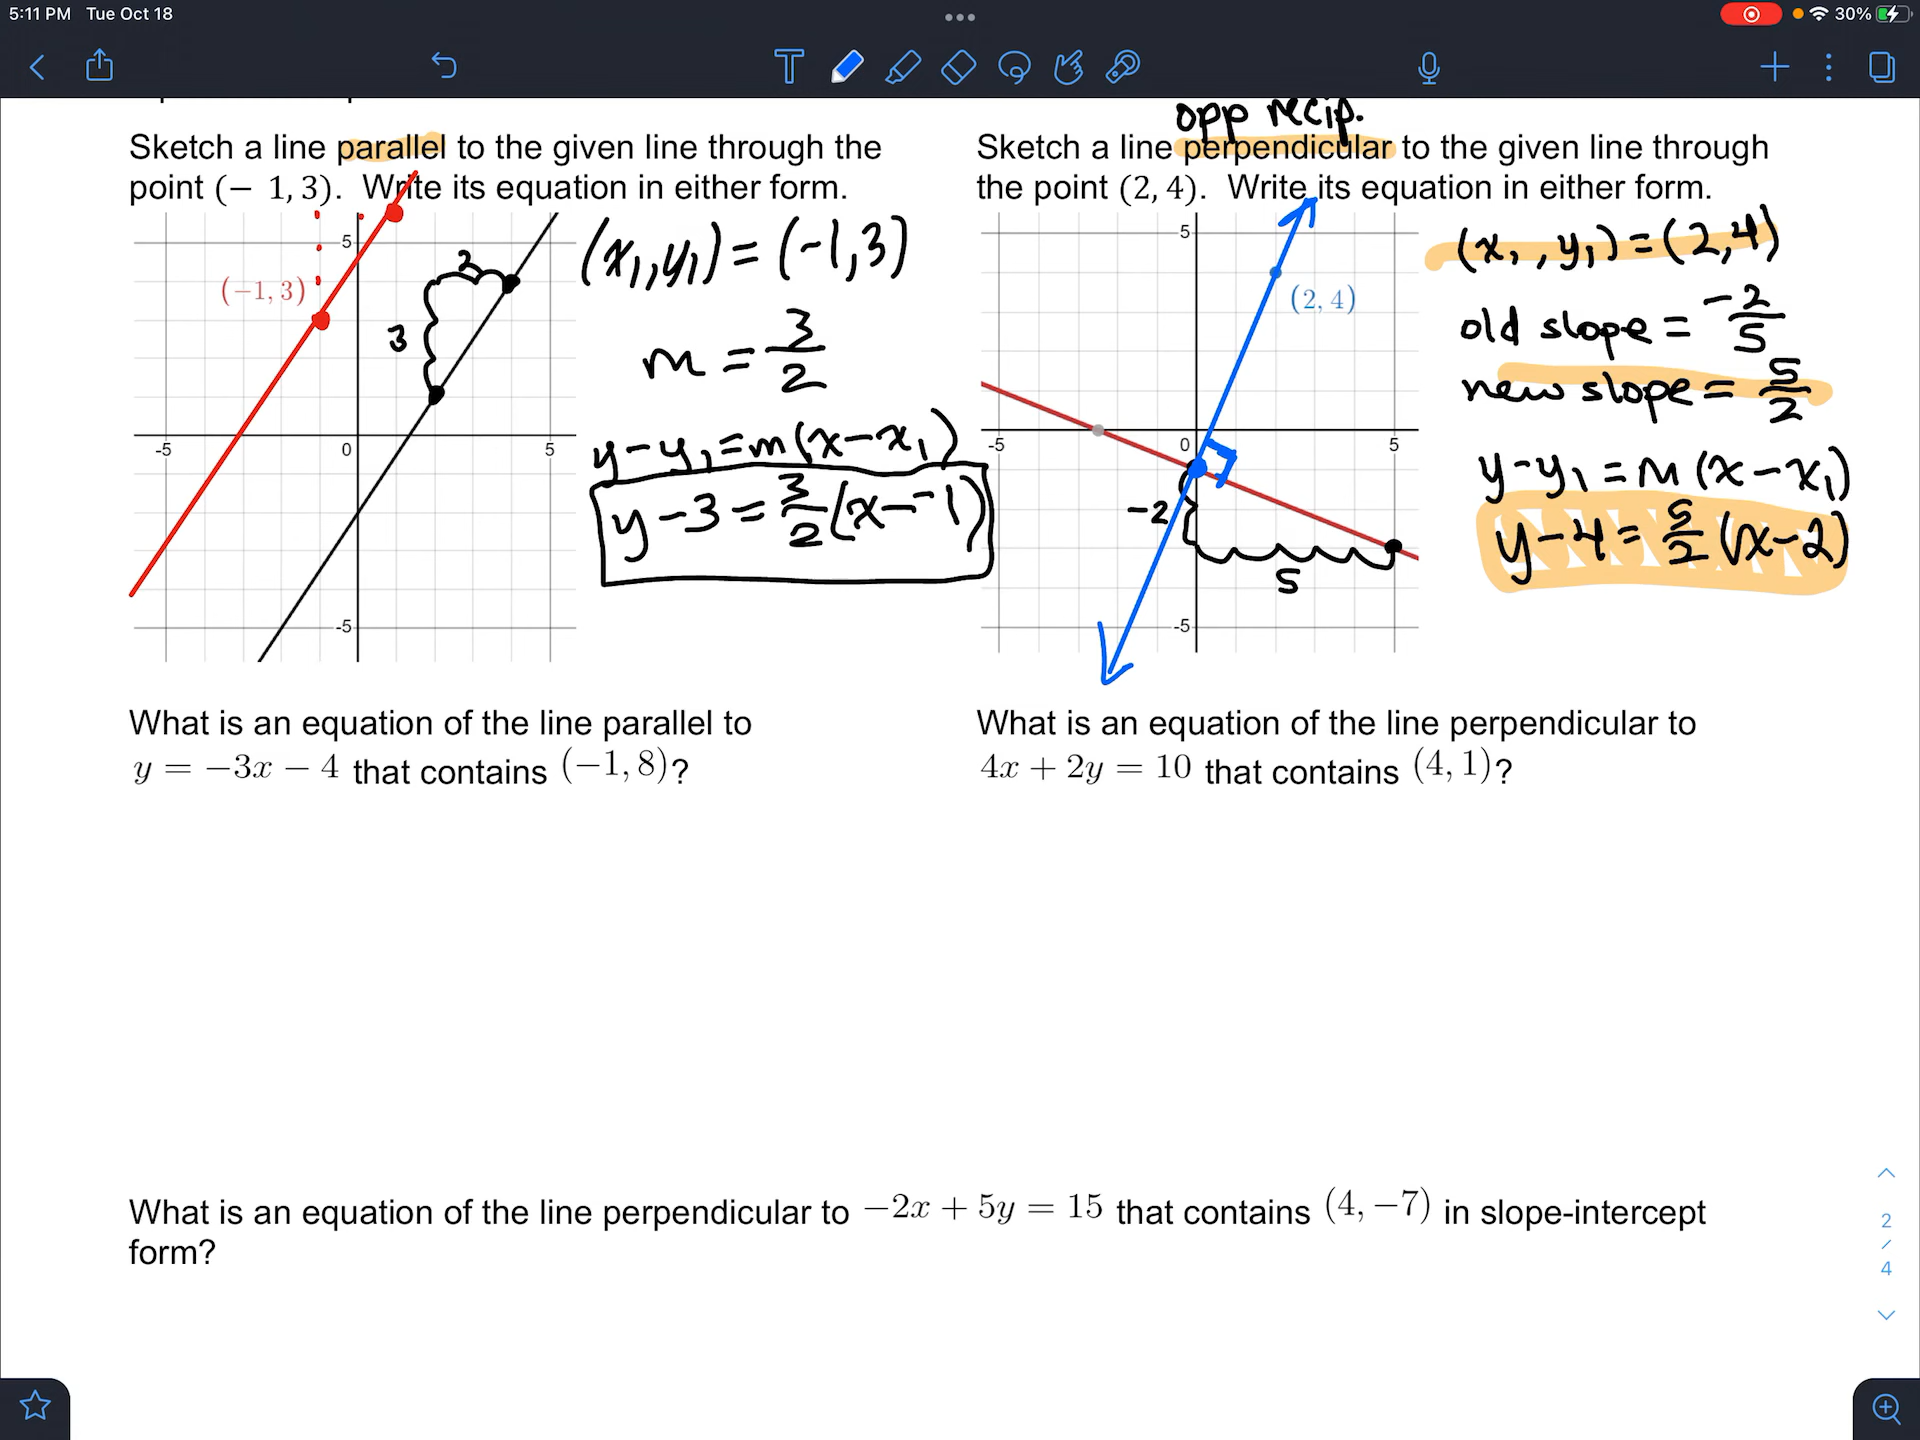 5:11 PM Tue Oct 18
30%
opp recip.
Sketch a line parallel to the given line through the
point (− 1, 3). Write its equation in either form.
5
(−1, 3)
2
3
-5
0
5
-5
(x₁, y₁) = (-1,3)
m = 3/2
y-y₁=m(x-x₁)
y-3=3/2(x--1)
Sketch a line perpendicular to the given line through
the point (2, 4). Write its equation in either form.
5
(2, 4)
-5
0
5
-2
5
-5
(x₁, y₁)=(2,4)
old slope = -2/5
new slope = 5/2
y-y₁=m(x-x₁)
y-4=5/2(x-2)
What is an equation of the line parallel to
y = −3x − 4 that contains (−1, 8)?
What is an equation of the line perpendicular to
4x + 2y = 10 that contains (4, 1)?
What is an equation of the line perpendicular to −2x + 5y = 15 that contains (4, −7) in slope-intercept
form?
2
/
4